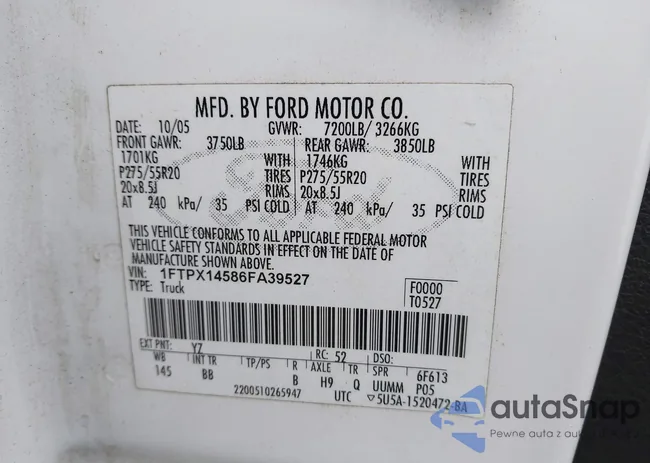 MFD. BY FORD MOTOR CO.
DATE: 10/05 GVWR: 7200LB/ 3266KG
FRONT GAWR: 3750LB REAR GAWR: 3850LB
1701KG WITH 1746KG WITH
P275/55R20 TIRES P275/55R20 TIRES
20x8.5J RIMS 20x8.5J RIMS
AT 240 kPa/ 35 PSI COLD AT 240 kPa/ 35 PSI COLD
THIS VEHICLE CONFORMS TO ALL APPLICABLE FEDERAL MOTOR
VEHICLE SAFETY STANDARDS IN EFFECT ON THE DATE OF
MANUFACTURE SHOWN ABOVE.
VIN: 1FTPX14586FA39527 F0000
TYPE: Truck T0527
EXT PNT: YZ RC: 52 DSO:
WB INT TR TP/PS R AXLE TR SPR 6F613
145 BB B H9 Q UUMM P05
2200510265947 UTC ▽5U5A-1520472-BA
autoSnap
Pewne auta z aukcji